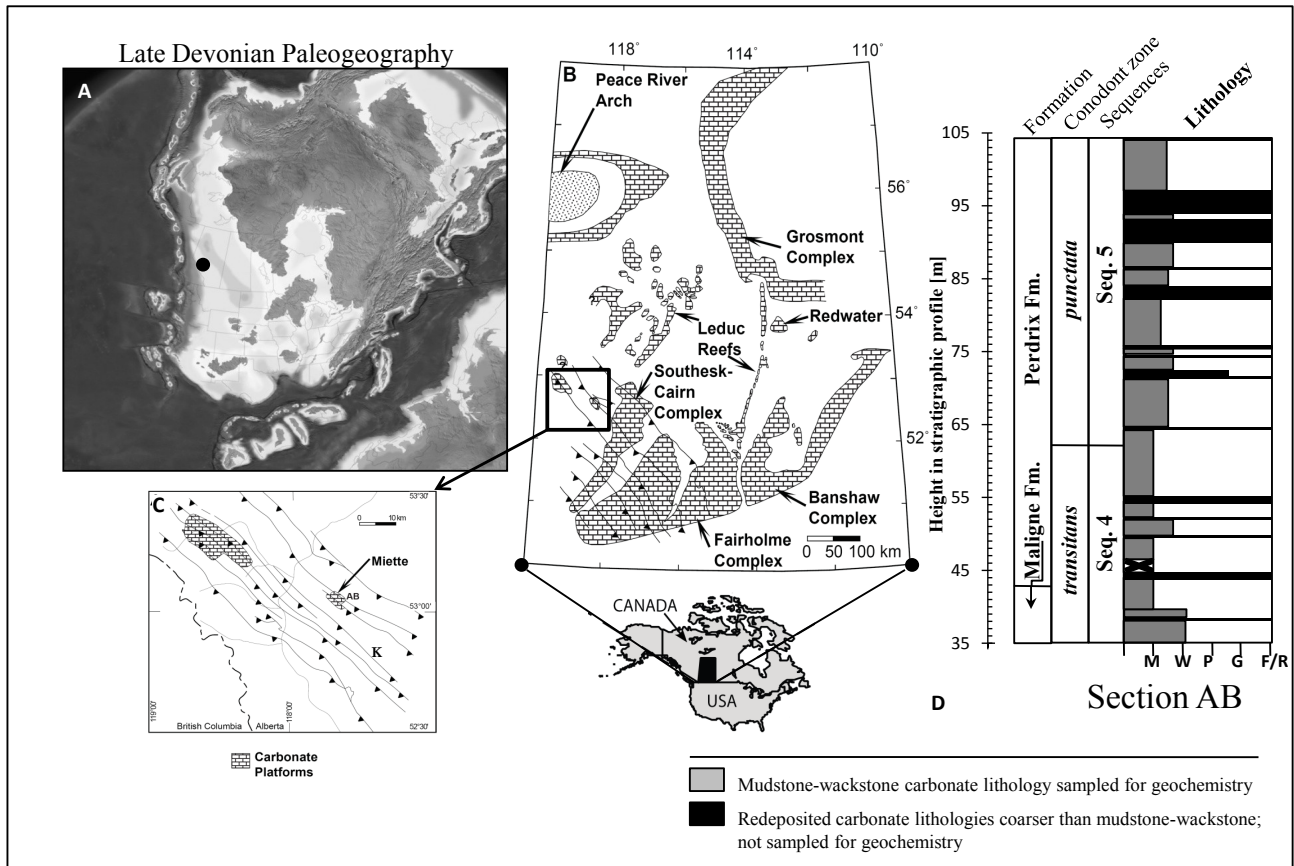 Late Devonian Paleogeography
A
B
118°
114°
110°
Peace River
Arch
56°
Grosmont
Complex
54°
Leduc
Reefs
Redwater
?
Southesk-
Cairn
Complex
52°
Banshaw
Complex
Fairholme
Complex
0 50 100 km
CANADA
USA
C
53°30'
0 10km
Miette
AB
53°00'
K
119°00'
British Columbia
Alberta
118°00'
52°30'
Carbonate
Platforms
D
Height in stratigraphic profile [m]
105
95
85
75
65
55
45
35
Formation
Conodont zone
Sequences
Lithology
Perdrix Fm.
Maligne Fm.
punctata
transitans
Seq. 5
Seq. 4
M W P G F/R
Section AB
Mudstone-wackstone carbonate lithology sampled for geochemistry
Redeposited carbonate lithologies coarser than mudstone-wackstone;
not sampled for geochemistry